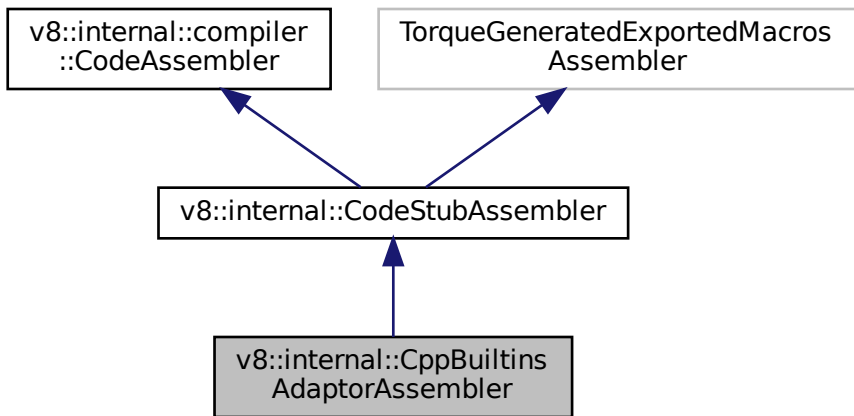 v8::internal::compiler
::CodeAssembler
TorqueGeneratedExportedMacros
Assembler
v8::internal::CodeStubAssembler
v8::internal::CppBuiltins
AdaptorAssembler